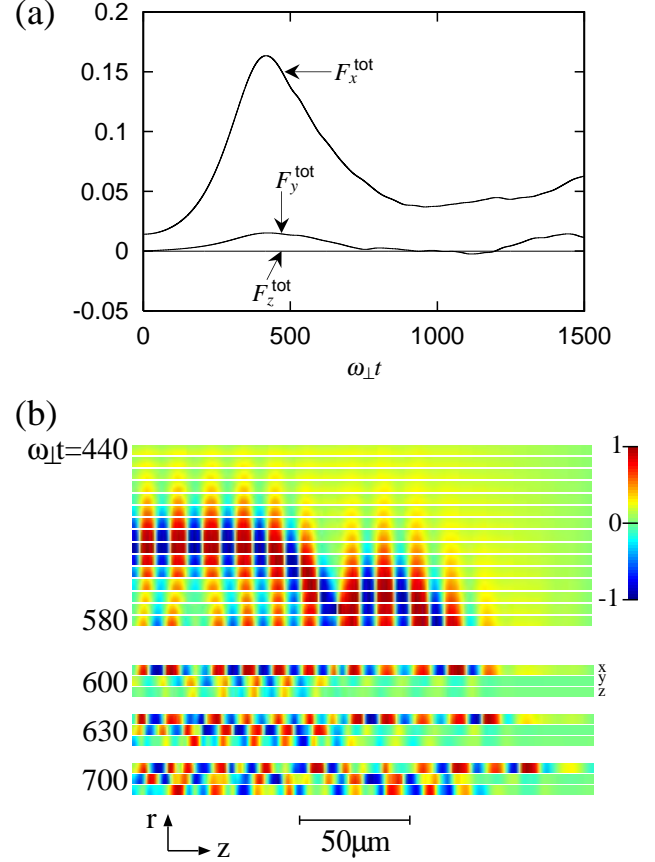 (a)
0.2
0.15
0.1
0.05
0
-0.05
F_x^tot
F_y^tot
F_z^tot
0 500 1000 1500
ω⊥t
(b)
ω⊥t=440
580
1
0
-1
600
x
y
z
630
700
r
z
50μm